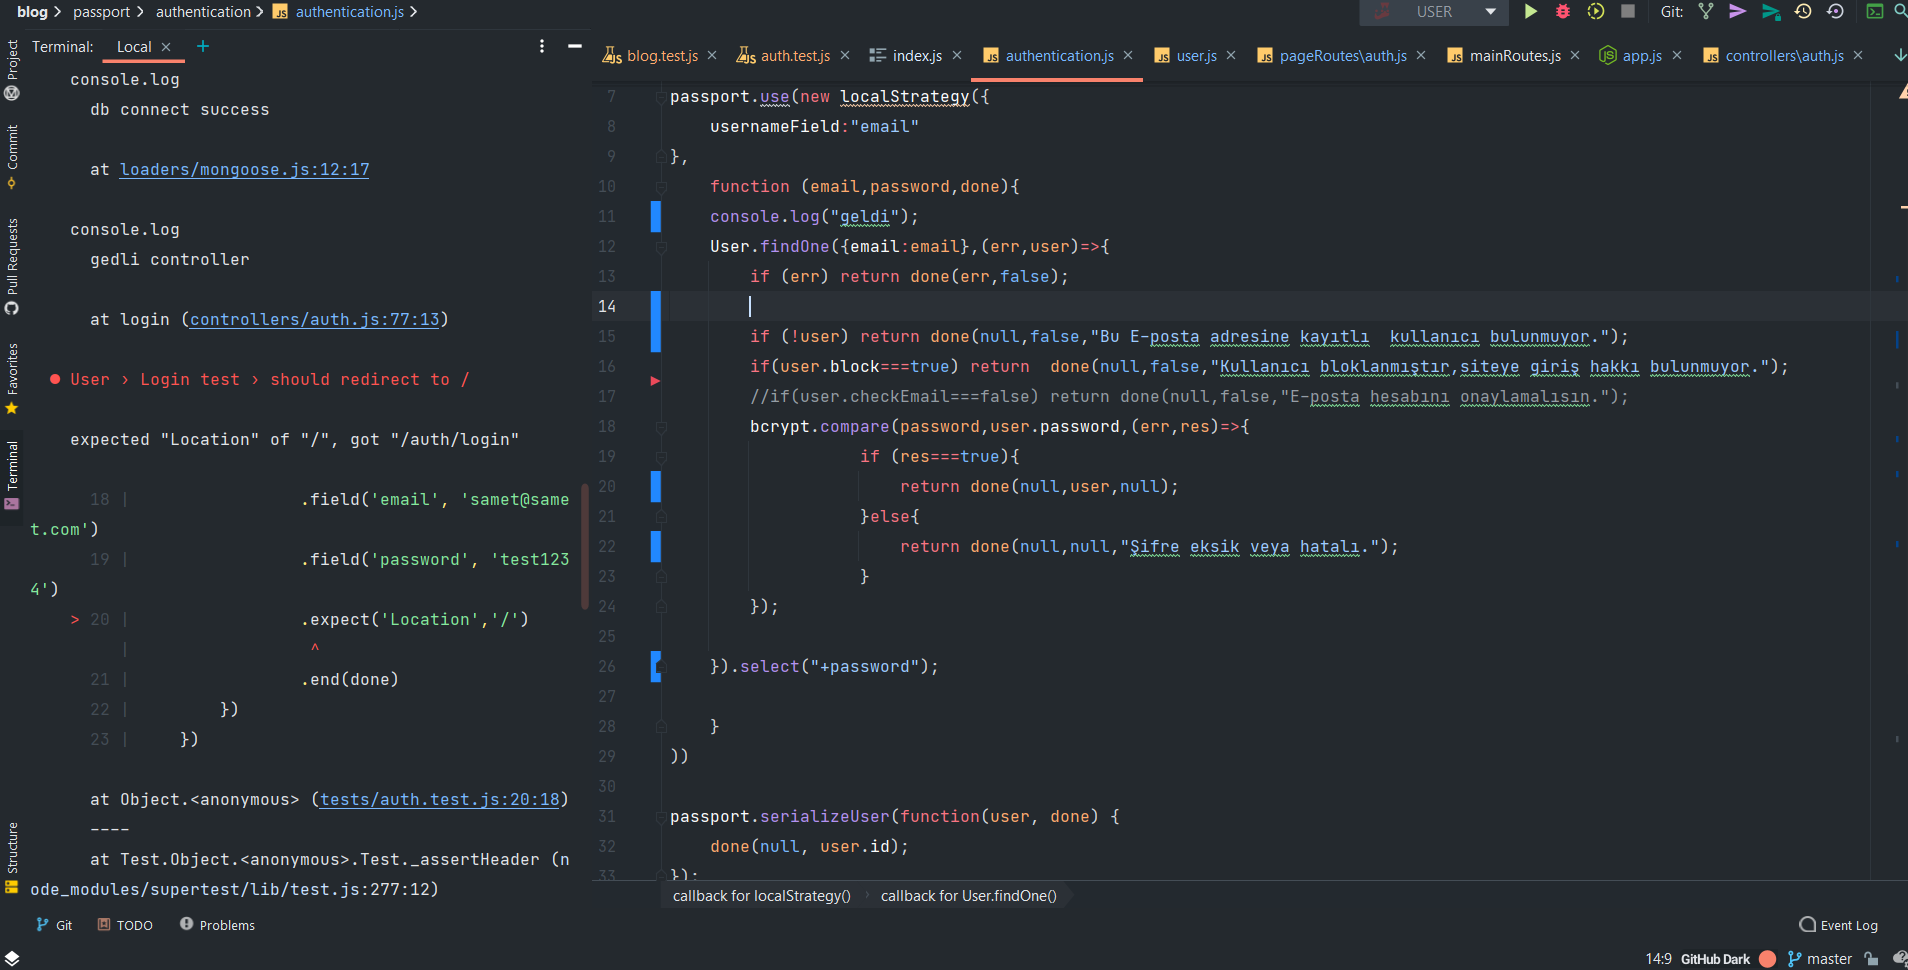 blog > passport > authentication > authentication.js >
USER
Git:
Terminal: Local × +
blog.test.js × auth.test.js × index.js × authentication.js × user.js × pageRoutes\auth.js × mainRoutes.js × app.js × controllers\auth.js ×
Project
Commit
Pull Requests
Favorites
Terminal
Structure
console.log
db connect success
at loaders/mongoose.js:12:17
console.log
gedli controller
at login (controllers/auth.js:77:13)
● User › Login test › should redirect to /
expected "Location" of "/", got "/auth/login"
18 | .field('email', 'samet@same
t.com')
19 | .field('password', 'test123
4')
> 20 | .expect('Location','/')
| ^
21 | .end(done)
22 | })
23 | })
at Object.<anonymous> (tests/auth.test.js:20:18)
----
at Test.Object.<anonymous>.Test._assertHeader (n
ode_modules/supertest/lib/test.js:277:12)
7 passport.use(new localStrategy({
8 usernameField:"email"
9 },
10 function (email,password,done){
11 console.log("geldi");
12 User.findOne({email:email},(err,user)=>{
13 if (err) return done(err,false);
14
15 if (!user) return done(null,false,"Bu E-posta adresine kayıtlı  kullanıcı bulunmuyor.");
16 if(user.block===true) return  done(null,false,"Kullanıcı bloklanmıştır,siteye giriş hakkı bulunmuyor.");
17 //if(user.checkEmail===false) return done(null,false,"E-posta hesabını onaylamalısın.");
18 bcrypt.compare(password,user.password,(err,res)=>{
19 if (res===true){
20 return done(null,user,null);
21 }else{
22 return done(null,null,"Şifre eksik veya hatalı.");
23 }
24 });
25
26 }).select("+password");
27
28 }
29 ))
30
31 passport.serializeUser(function(user, done) {
32 done(null, user.id);
33 });
callback for localStrategy() › callback for User.findOne()
Git TODO Problems
Event Log
14:9 GitHub Dark master